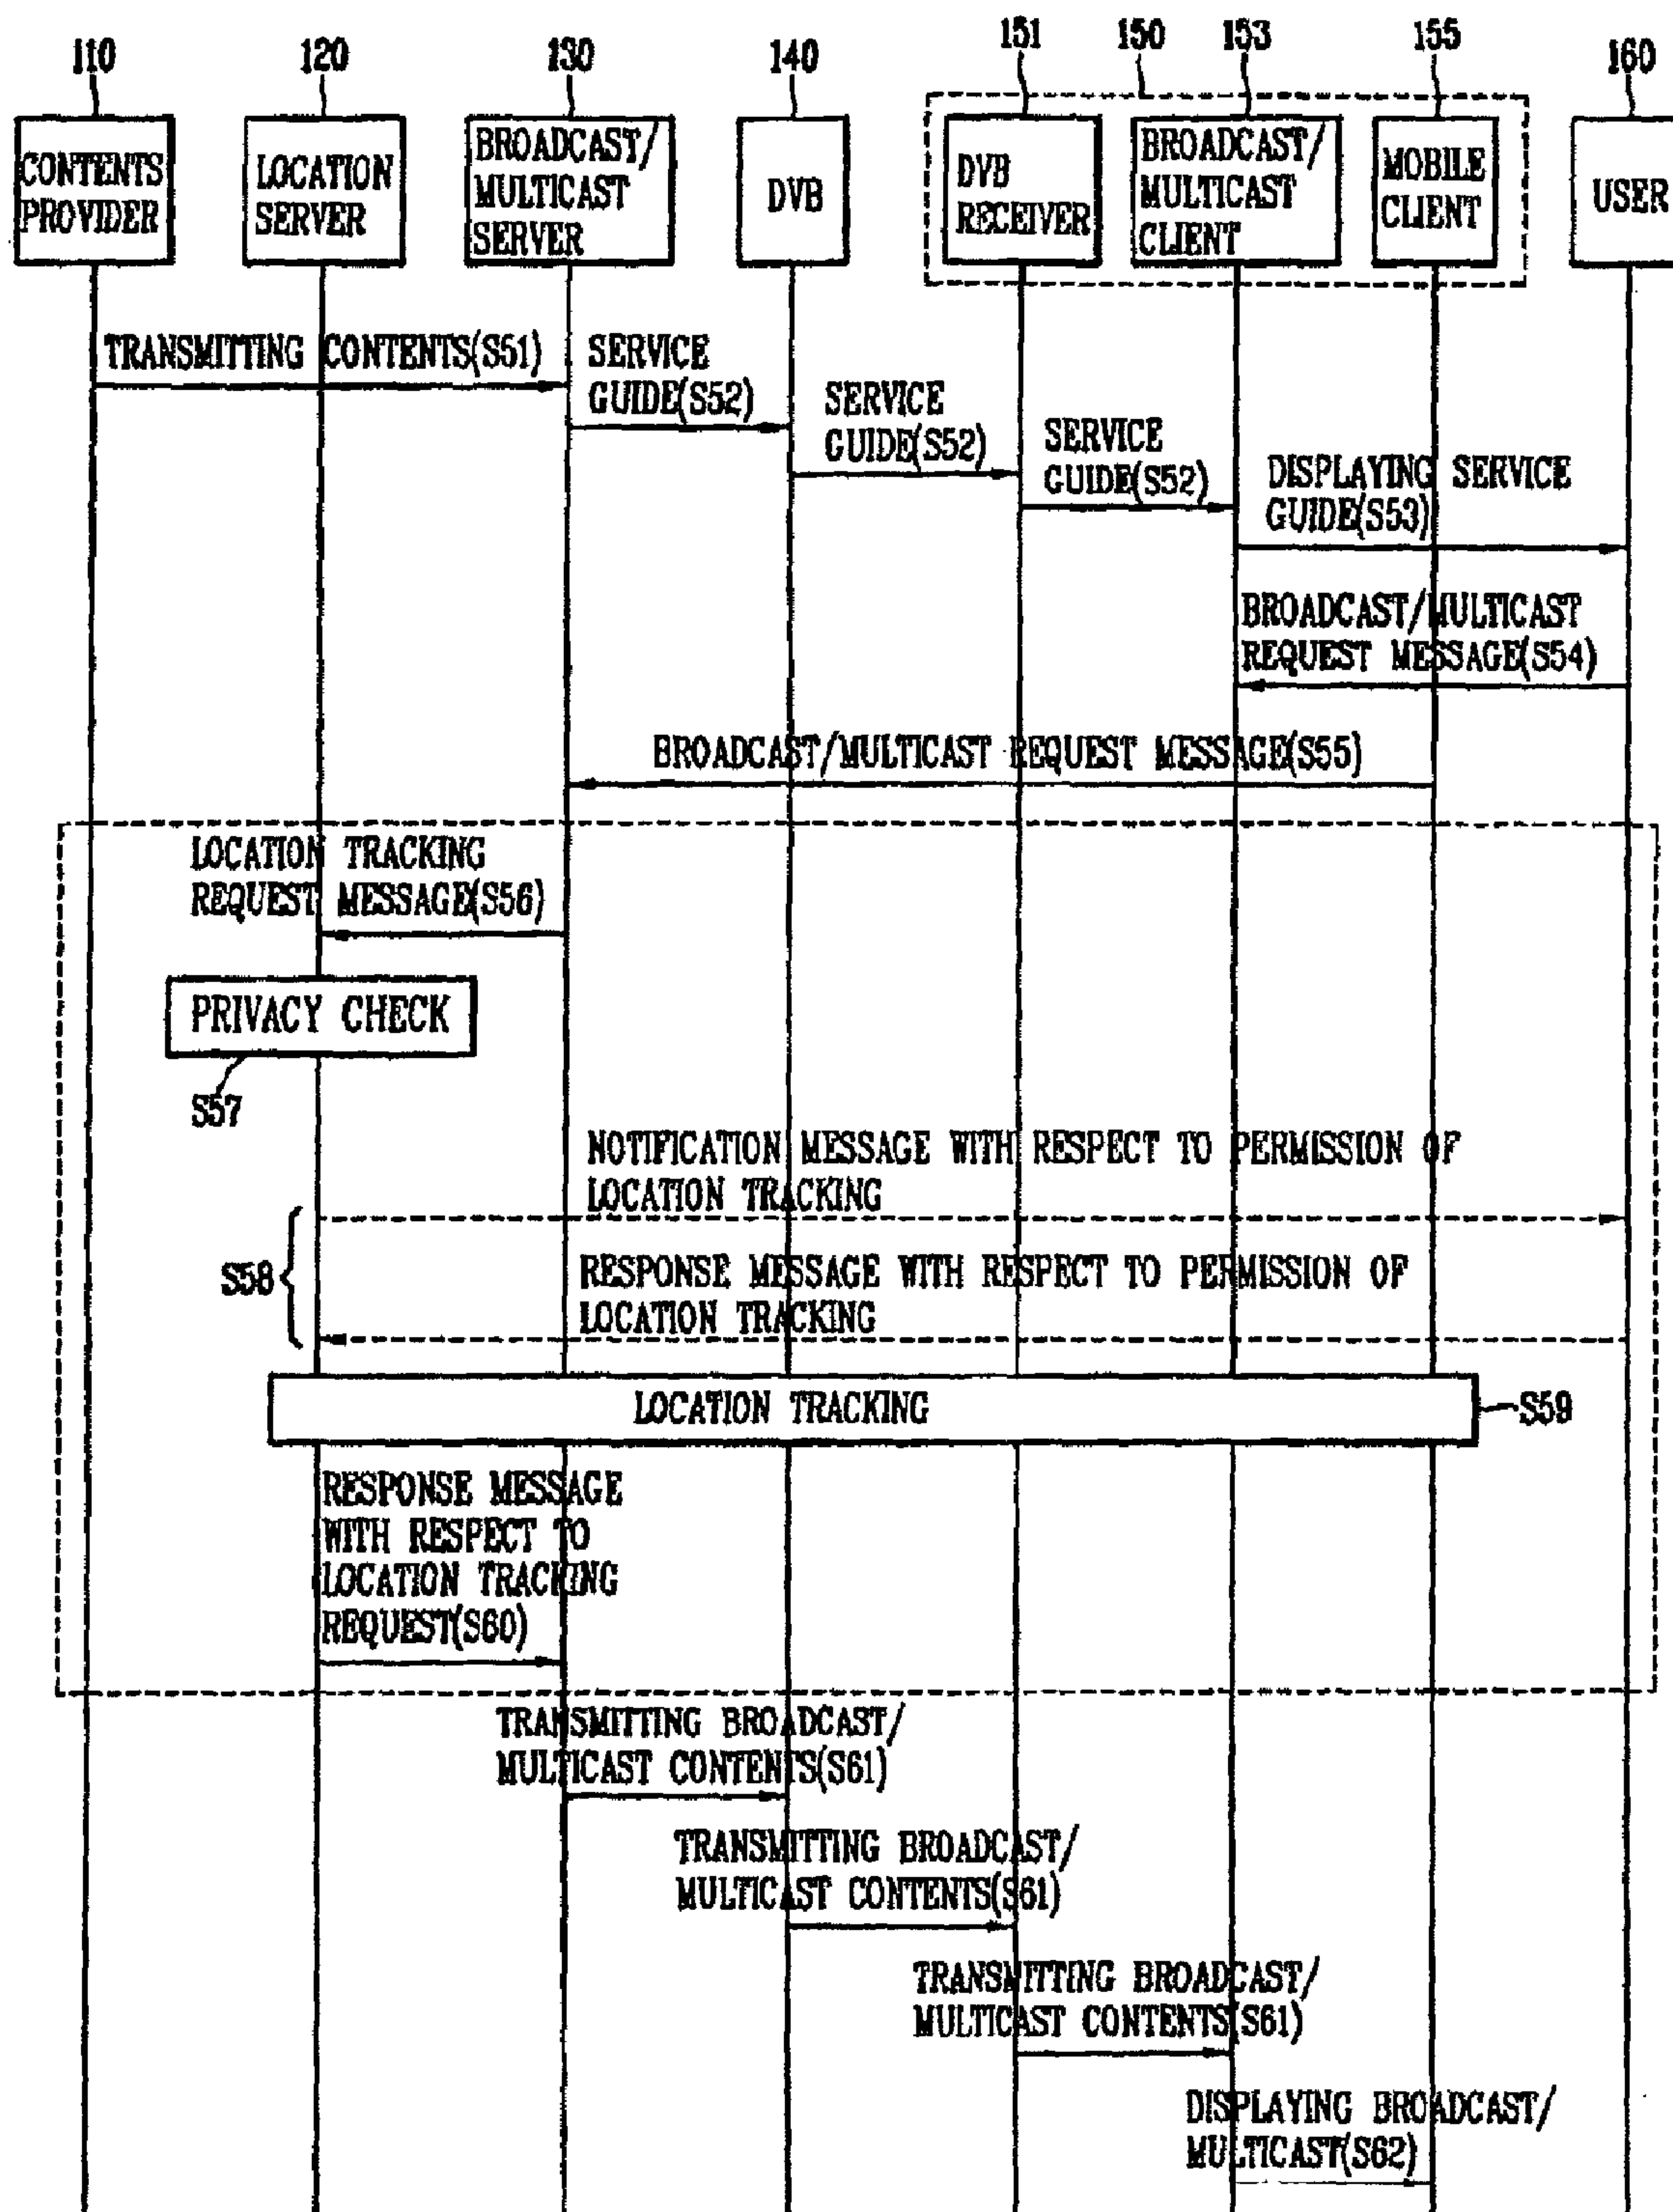 110
120
130
140
151
150
153
155
160
CONTENTS
PROVIDER
LOCATION
SERVER
BROADCAST/
MULTICAST
SERVER
DVB
DVB
RECEIVER
BROADCAST/
MULTICAST
CLIENT
MOBILE
CLIENT
USER
TRANSMITTING CONTENTS(S51)
SERVICE
GUIDE(S52)
SERVICE
GUIDE(S52)
SERVICE
GUIDE(S52)
DISPLAYING SERVICE
GUIDE(S53)
BROADCAST/MULTICAST
REQUEST MESSAGE(S54)
BROADCAST/MULTICAST REQUEST MESSAGE(S55)
LOCATION TRACKING
REQUEST MESSAGE(S56)
PRIVACY CHECK
S57
NOTIFICATION MESSAGE WITH RESPECT TO PERMISSION OF
LOCATION TRACKING
S58
RESPONSE MESSAGE WITH RESPECT TO PERMISSION OF
LOCATION TRACKING
LOCATION TRACKING
S59
RESPONSE MESSAGE
WITH RESPECT TO
LOCATION TRACKING
REQUEST(S60)
TRANSMITTING BROADCAST/
MULTICAST CONTENTS(S61)
TRANSMITTING BROADCAST/
MULTICAST CONTENTS(S61)
TRANSMITTING BROADCAST/
MULTICAST CONTENTS(S61)
DISPLAYING BROADCAST/
MULTICAST(S62)